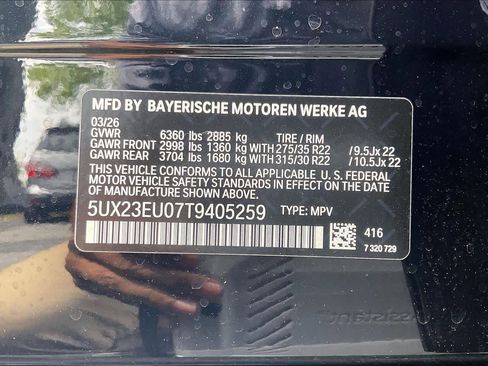 MFD BY BAYERISCHE MOTOREN WERKE AG
03/26
GVWR 6360 lbs 2885 kg TIRE / RIM
GAWR FRONT 2998 lbs 1360 kg WITH 275/35 R22 / 9.5Jx 22
GAWR REAR 3704 lbs 1680 kg WITH 315/30 R22 / 10.5Jx 22
THIS VEHICLE CONFORMS TO ALL APPLICABLE U. S. FEDERAL
MOTOR VEHICLE SAFETY STANDARDS IN EFFECT ON THE
DATE OF MANUFACTURE SHOWN ABOVE.
5UX23EU07T9405259 TYPE: MPV
416
7 320 729